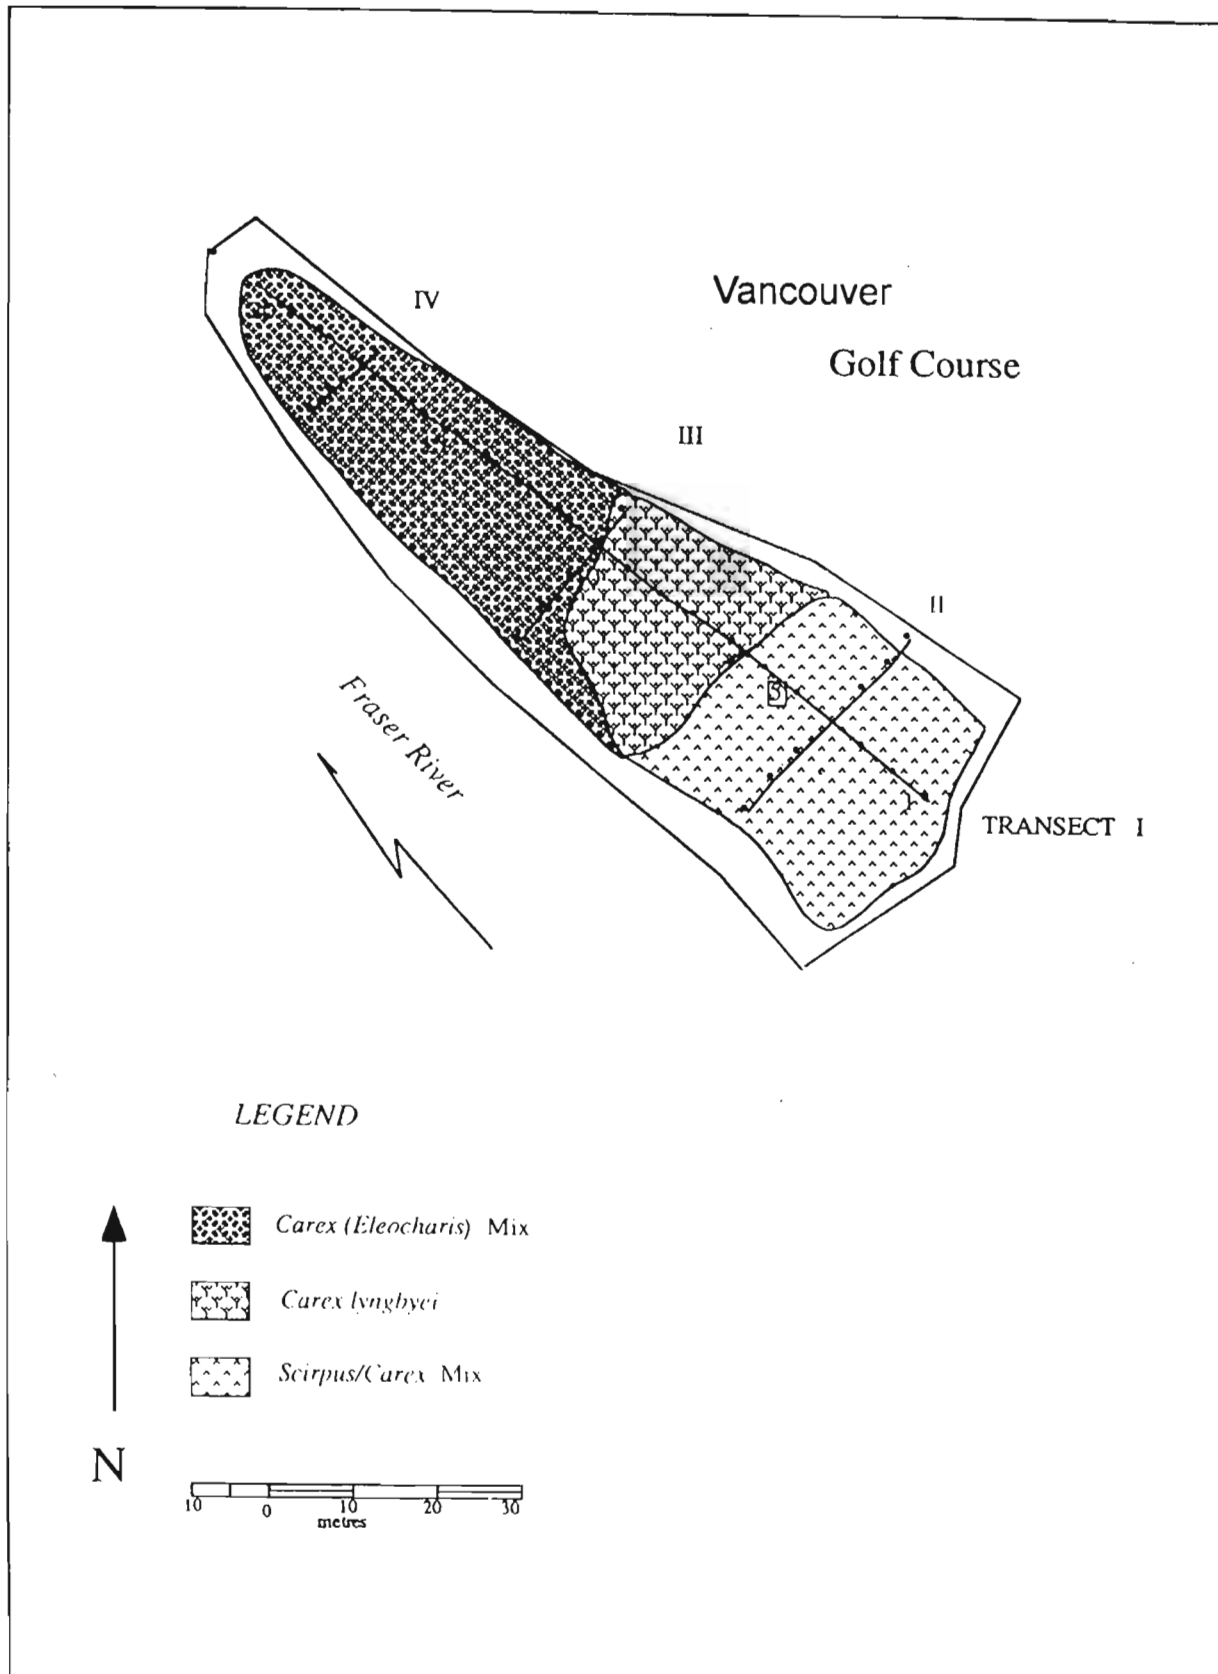 IV
Vancouver
Golf Course
III
II
5
Fraser River
TRANSECT I
LEGEND
Carex (Eleocharis) Mix
Carex lyngbyei
Scirpus/Carex Mix
N
10 0 10 20 30
metres